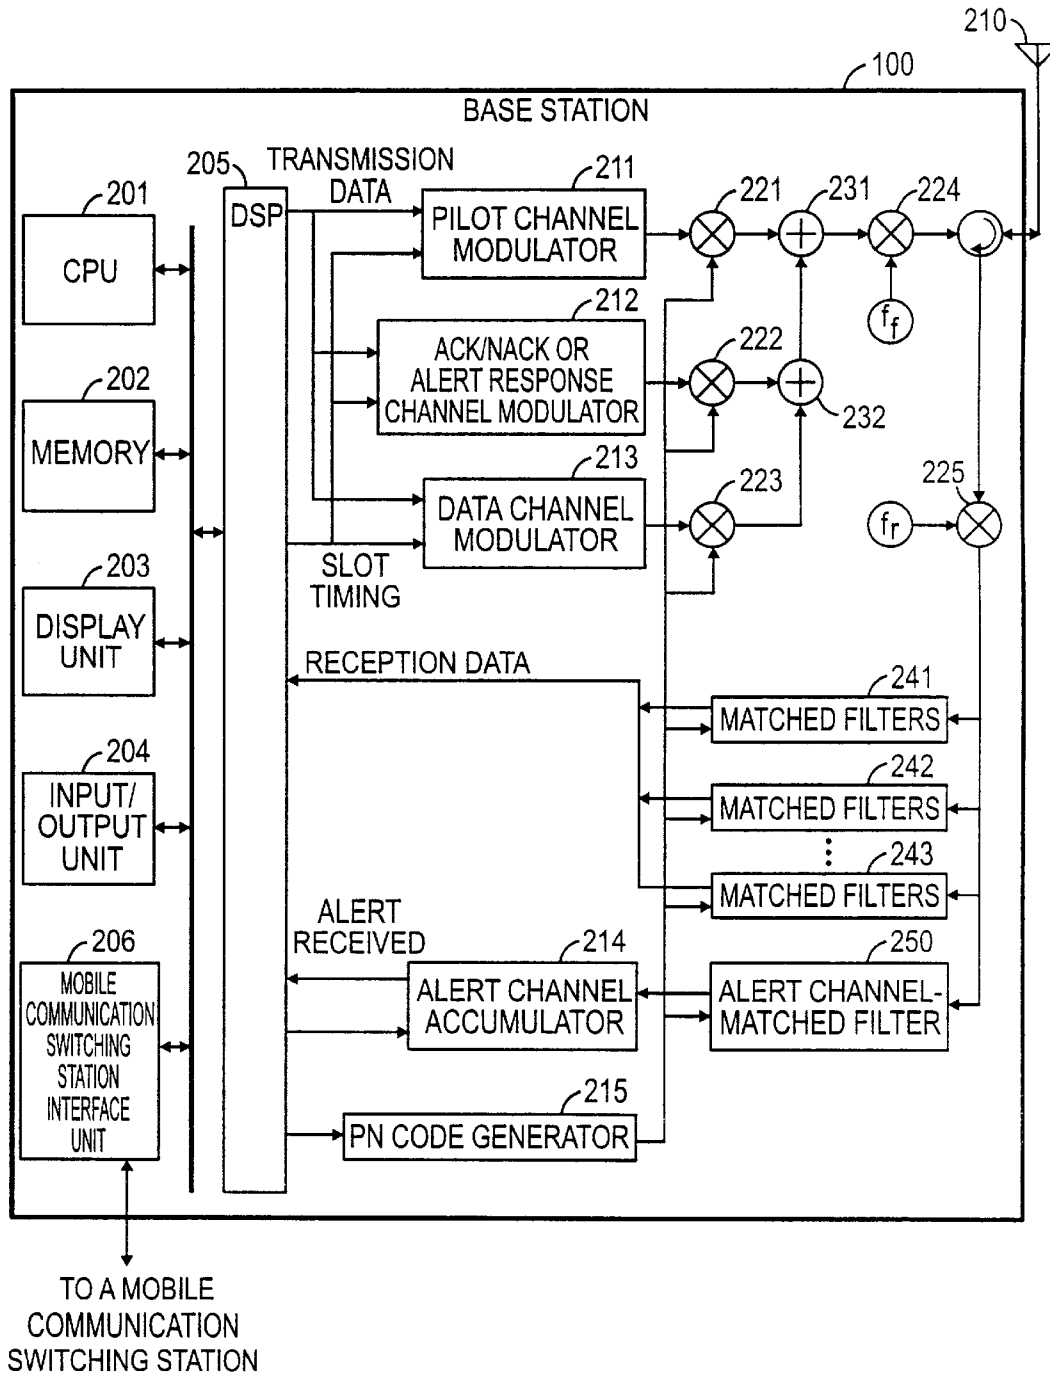 210
100
BASE STATION
205
TRANSMISSION
DATA
211
221
231
224
201
DSP
PILOT CHANNEL
MODULATOR
CPU
212
f_f
ACK/NACK OR
ALERT RESPONSE
CHANNEL MODULATOR
222
232
202
MEMORY
213
223
225
DATA CHANNEL
MODULATOR
f_r
SLOT
TIMING
203
DISPLAY
UNIT
RECEPTION DATA
241
MATCHED FILTERS
204
INPUT/
OUTPUT
UNIT
242
MATCHED FILTERS
243
MATCHED FILTERS
ALERT
RECEIVED
206
MOBILE
COMMUNICATION
SWITCHING
STATION
INTERFACE
UNIT
214
ALERT CHANNEL
ACCUMULATOR
250
ALERT CHANNEL-
MATCHED FILTER
215
PN CODE GENERATOR
TO A MOBILE
COMMUNICATION
SWITCHING STATION